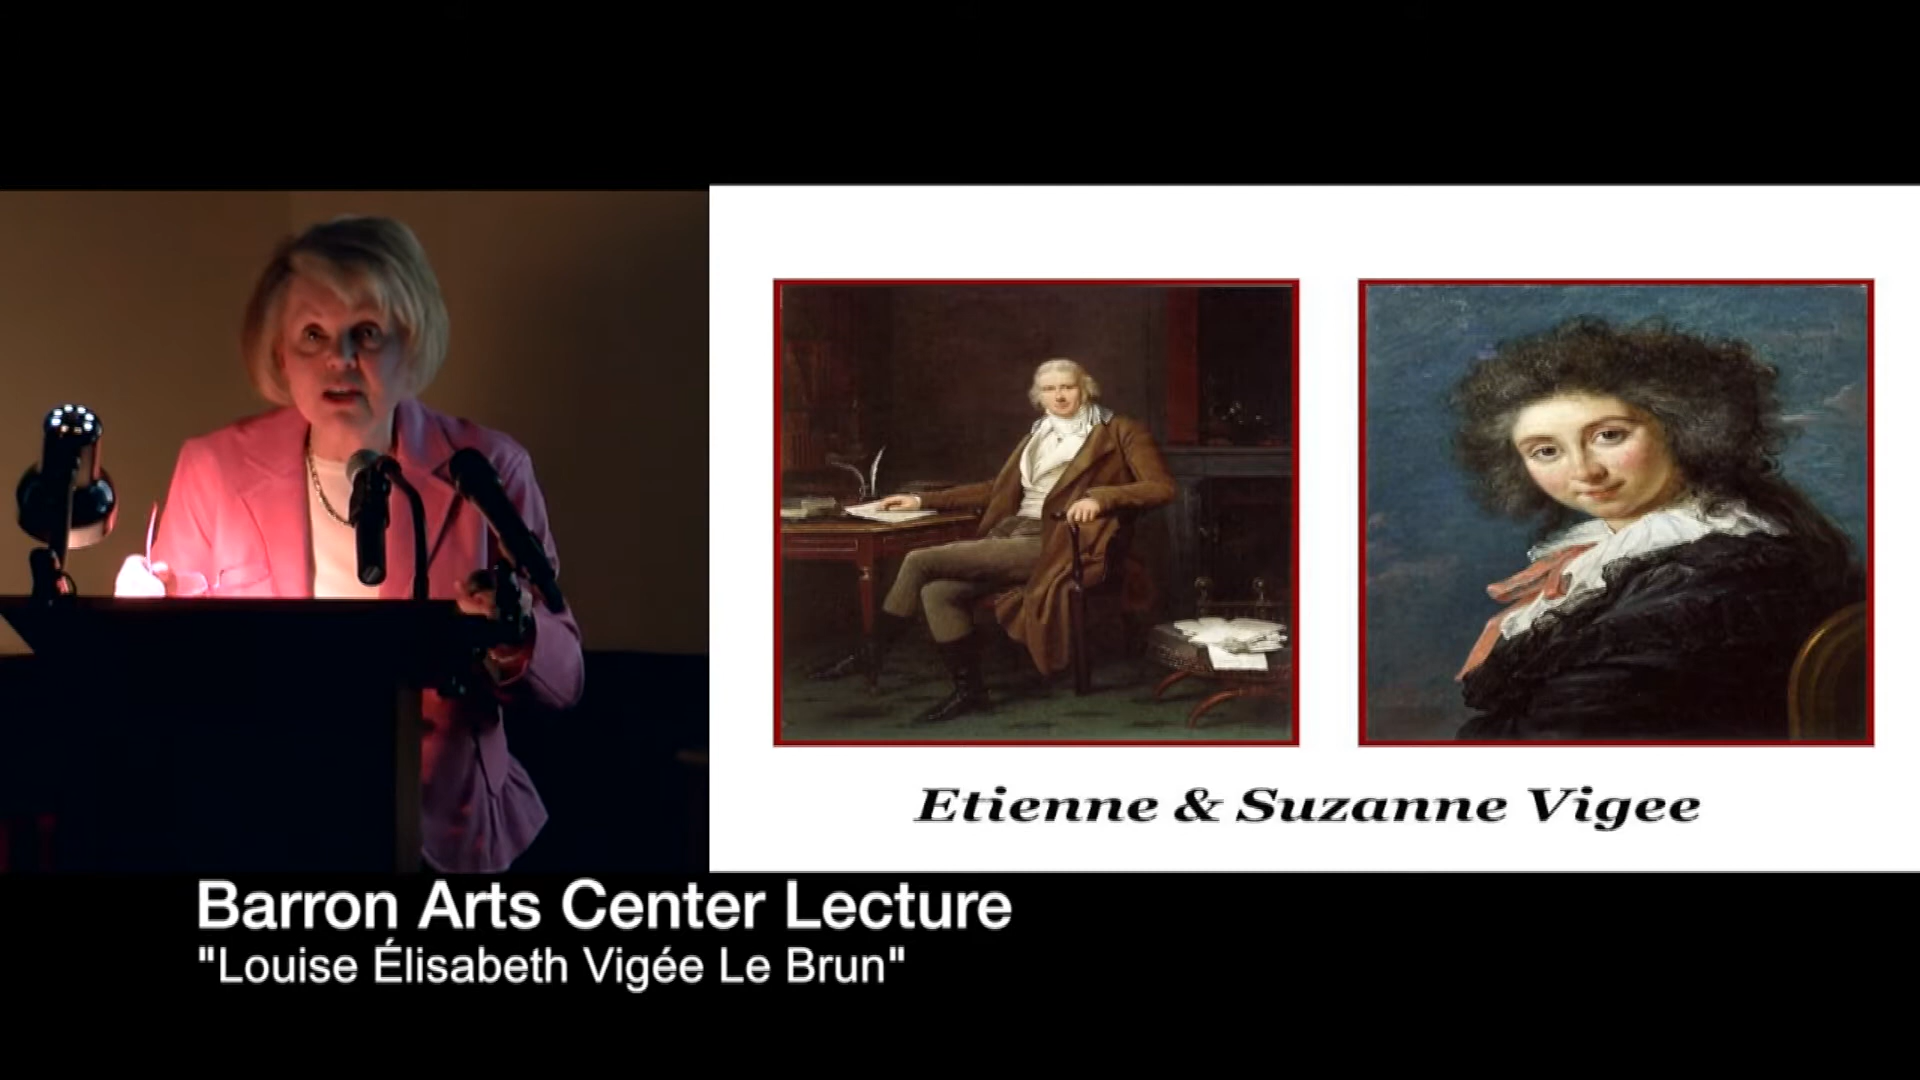 Etienne & Suzanne Vigee
Barron Arts Center Lecture
"Louise Élisabeth Vigée Le Brun"